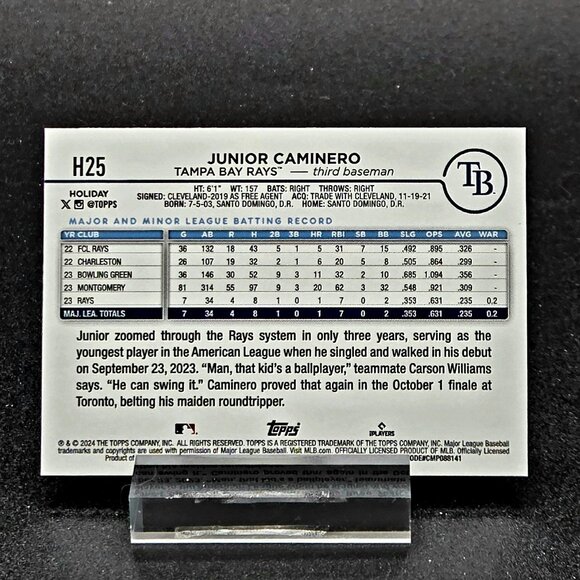 H25
JUNIOR CAMINERO
TAMPA BAY RAYS™ third baseman
TB
HOLIDAY
@TOPPS
HT: 6'1" WT: 157 BATS: RIGHT THROWS: RIGHT
SIGNED: CLEVELAND-2019 AS FREE AGENT ACQ: TRADE WITH CLEVELAND, 11-19-21
BORN: 7-5-03, SANTO DOMINGO, D.R. HOME: SANTO DOMINGO, D.R.
MAJOR AND MINOR LEAGUE BATTING RECORD
YR CLUB G AB R H 2B 3B HR RBI SB BB SLG OPS AVG WAR
22 FCL RAYS 36 132 18 43 5 1 5 31 7 15 .492 .895 .326 -
22 CHARLESTON 26 107 19 32 2 1 6 20 5 8 .505 .864 .299 -
23 BOWLING GREEN 36 146 30 52 9 3 11 32 2 10 .685 1.094 .356 -
23 MONTGOMERY 81 314 55 97 9 3 20 62 3 32 .548 .921 .309 -
23 RAYS 7 34 4 8 1 0 1 7 0 2 .353 .631 .235 0.2
MAJ. LEA. TOTALS 7 34 4 8 1 0 1 7 0 2 .353 .631 .235 0.2
Junior zoomed through the Rays system in only three years, serving as the
youngest player in the American League when he singled and walked in his debut
on September 23, 2023. “Man, that kid's a ballplayer,” teammate Carson Williams
says. “He can swing it.” Caminero proved that again in the October 1 finale at
Toronto, belting his maiden roundtripper.
topps
PLAYERS
® & © 2024 THE TOPPS COMPANY, INC. ALL RIGHTS RESERVED. TOPPS IS A REGISTERED TRADEMARK OF THE TOPPS COMPANY, INC. Major League Baseball
trademarks and copyrights are used with permission of Major League Baseball. Visit MLB.com. OFFICIALLY LICENSED PRODUCT OF MLB. Officially Licensed
Product of
ODE#CMP088141